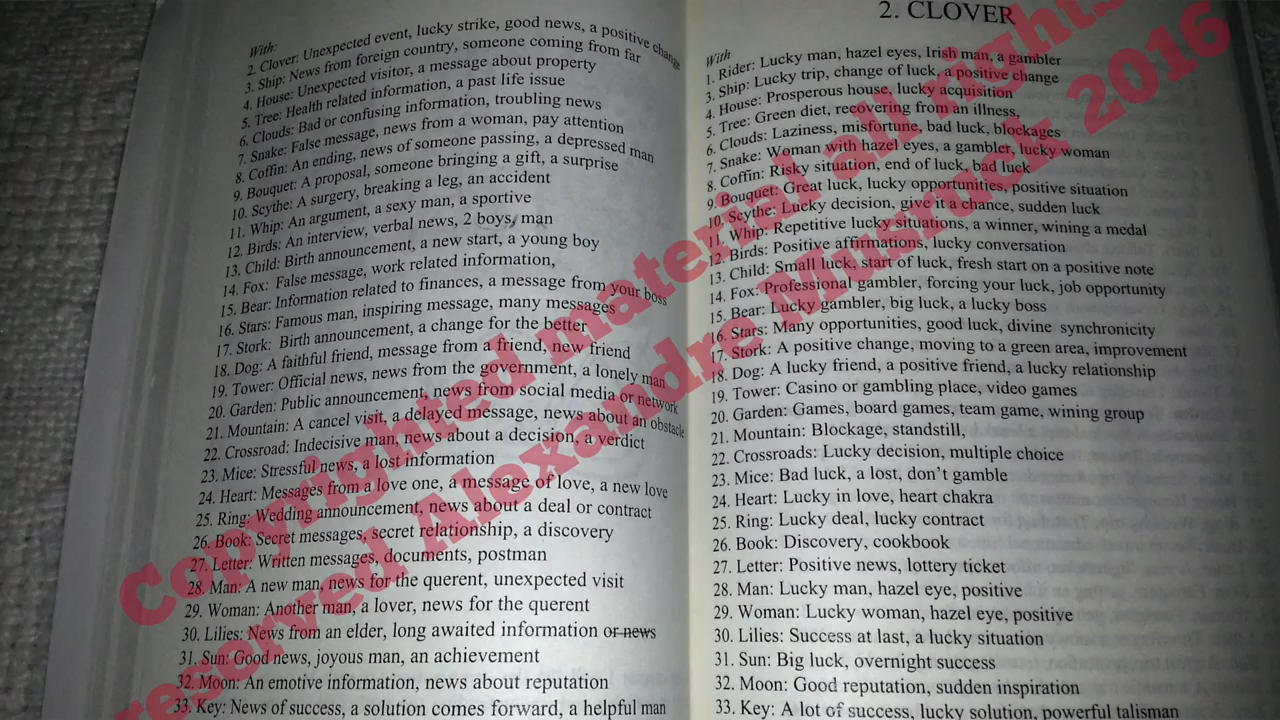 With:
2. Clover: Unexpected event, lucky strike, good news, a positive change
3. Ship: News from foreign country, someone coming from far
4. House: Unexpected visitor, a message about property
5. Tree: Health related information, a past life issue
6. Clouds: Bad or confusing information, troubling news
7. Snake: False message, news from a woman, pay attention
8. Coffin: An ending, news of someone passing, a depressed man
9. Bouquet: A proposal, someone bringing a gift, a surprise
10. Scythe: A surgery, breaking a leg, an accident
11. Whip: An argument, a sexy man, a sportive
12. Birds: An interview, verbal news, 2 boys, man
13. Child: Birth announcement, a new start, a young boy
14. Fox: False message, work related information,
15. Bear: Information related to finances, a message from your boss
16. Stars: Famous man, inspiring message, many messages
17. Stork: Birth announcement, a change for the better
18. Dog: A faithful friend, message from a friend, new friend
19. Tower: Official news, news from the government, a lonely man
20. Garden: Public announcement, news from social media or network
21. Mountain: A cancel visit, a delayed message, news about an obstacle
22. Crossroad: Indecisive man, news about a decision, a verdict
23. Mice: Stressful news, a lost information
24. Heart: Messages from a love one, a message of love, a new love
25. Ring: Wedding announcement, news about a deal or contract
26. Book: Secret messages, secret relationship, a discovery
27. Letter: Written messages, documents, postman
28. Man: A new man, news for the querent, unexpected visit
29. Woman: Another man, a lover, news for the querent
30. Lilies: News from an elder, long awaited information or news
31. Sun: Good news, joyous man, an achievement
32. Moon: An emotive information, news about reputation
33. Key: News of success, a solution comes forward, a helpful man
2. CLOVER
With
1. Rider: Lucky man, hazel eyes, Irish man, a gambler
3. Ship: Lucky trip, change of luck, a positive change
4. House: Prosperous house, lucky acquisition
5. Tree: Green diet, recovering from an illness,
6. Clouds: Laziness, misfortune, bad luck, blockages
7. Snake: Woman with hazel eyes, a gambler, lucky woman
8. Coffin: Risky situation, end of luck, bad luck
9. Bouquet: Great luck, lucky opportunities, positive situation
10. Scythe: Lucky decision, give it a chance, sudden luck
11. Whip: Repetitive lucky situations, a winner, wining a medal
12. Birds: Positive affirmations, lucky conversation
13. Child: Small luck, start of luck, fresh start on a positive note
14. Fox: Professional gambler, forcing your luck, job opportunity
15. Bear: Lucky gambler, big luck, a lucky boss
16. Stars: Many opportunities, good luck, divine synchronicity
17. Stork: A positive change, moving to a green area, improvement
18. Dog: A lucky friend, a positive friend, a lucky relationship
19. Tower: Casino or gambling place, video games
20. Garden: Games, board games, team game, wining group
21. Mountain: Blockage, standstill,
22. Crossroads: Lucky decision, multiple choice
23. Mice: Bad luck, a lost, don't gamble
24. Heart: Lucky in love, heart chakra
25. Ring: Lucky deal, lucky contract
26. Book: Discovery, cookbook
27. Letter: Positive news, lottery ticket
28. Man: Lucky man, hazel eye, positive
29. Woman: Lucky woman, hazel eye, positive
30. Lilies: Success at last, a lucky situation
31. Sun: Big luck, overnight success
32. Moon: Good reputation, sudden inspiration
33. Key: A lot of success, lucky solution, powerful talisman
Copyrighted material all rights
reserved Alexandre Musruck 2016